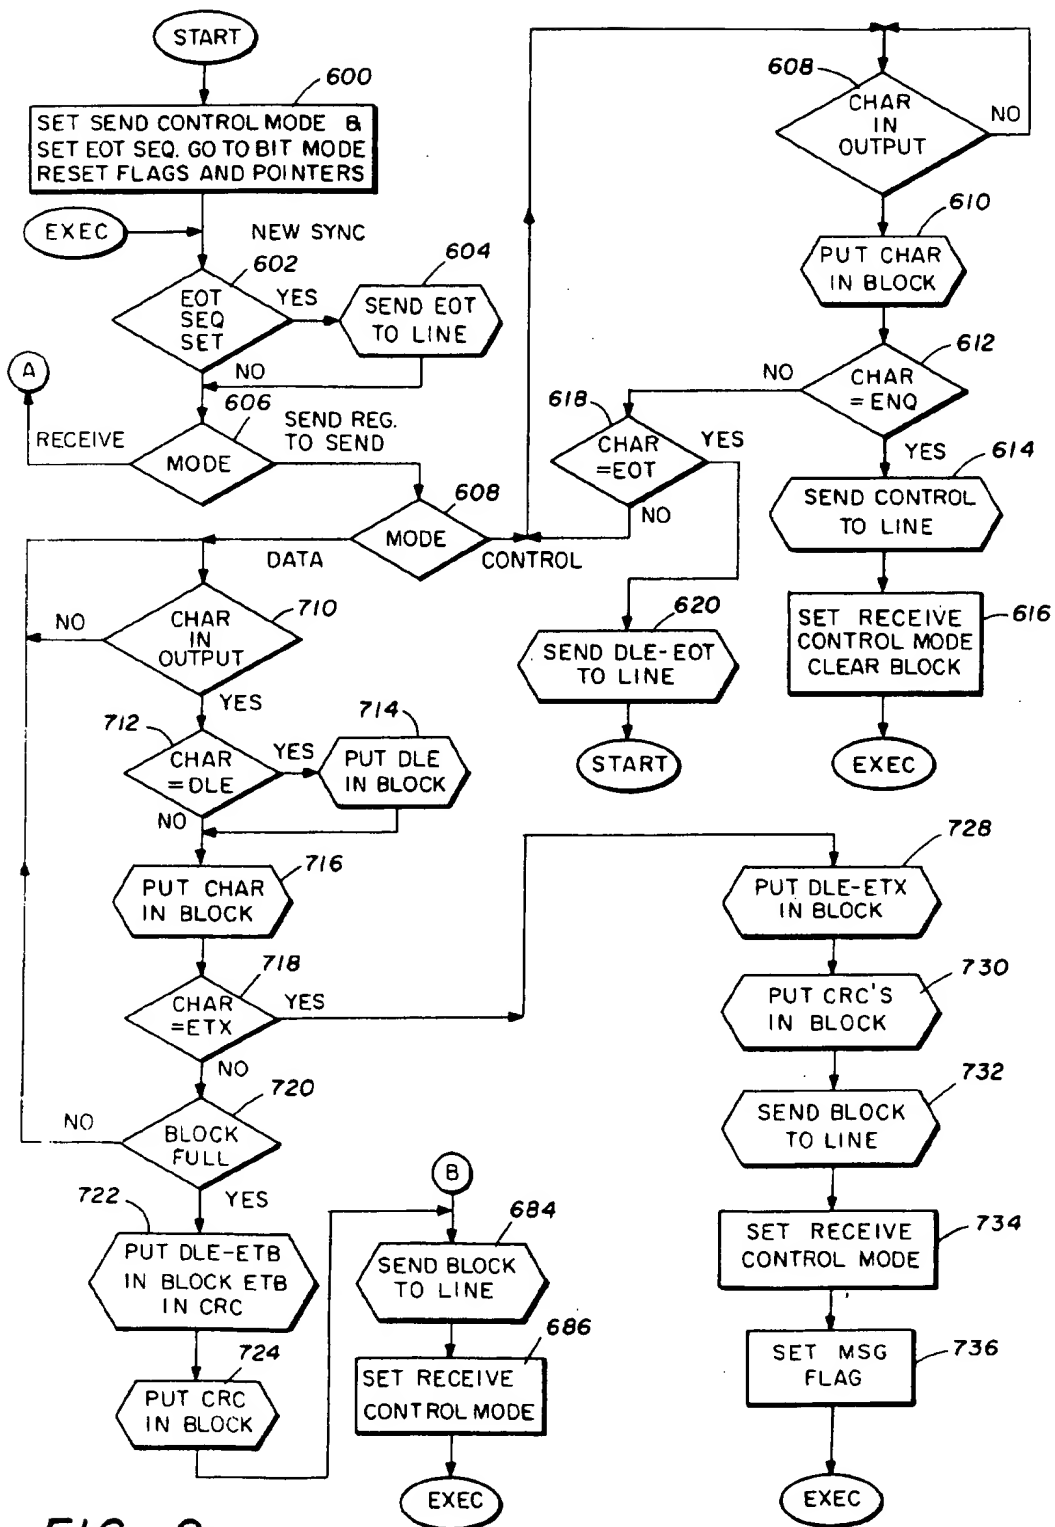 START
600
SET SEND CONTROL MODE &
SET EOT SEQ. GO TO BIT MODE
RESET FLAGS AND POINTERS
EXEC
NEW SYNC
602
EOT
SEQ
SET
YES
NO
604
SEND EOT
TO LINE
A
RECEIVE
606
MODE
SEND REG.
TO SEND
608
MODE
DATA
CONTROL
608
CHAR
IN
OUTPUT
NO
610
PUT CHAR
IN BLOCK
612
CHAR
=ENQ
NO
YES
614
SEND CONTROL
TO LINE
616
SET RECEIVE
CONTROL MODE
CLEAR BLOCK
EXEC
618
CHAR
=EOT
YES
NO
620
SEND DLE-EOT
TO LINE
START
710
CHAR
IN
OUTPUT
NO
YES
712
CHAR
=DLE
YES
NO
714
PUT DLE
IN BLOCK
716
PUT CHAR
IN BLOCK
718
CHAR
=ETX
YES
NO
720
BLOCK
FULL
NO
YES
722
PUT DLE-ETB
IN BLOCK ETB
IN CRC
724
PUT CRC
IN BLOCK
B
684
SEND BLOCK
TO LINE
686
SET RECEIVE
CONTROL MODE
EXEC
728
PUT DLE-ETX
IN BLOCK
730
PUT CRC'S
IN BLOCK
732
SEND BLOCK
TO LINE
734
SET RECEIVE
CONTROL MODE
736
SET MSG
FLAG
EXEC